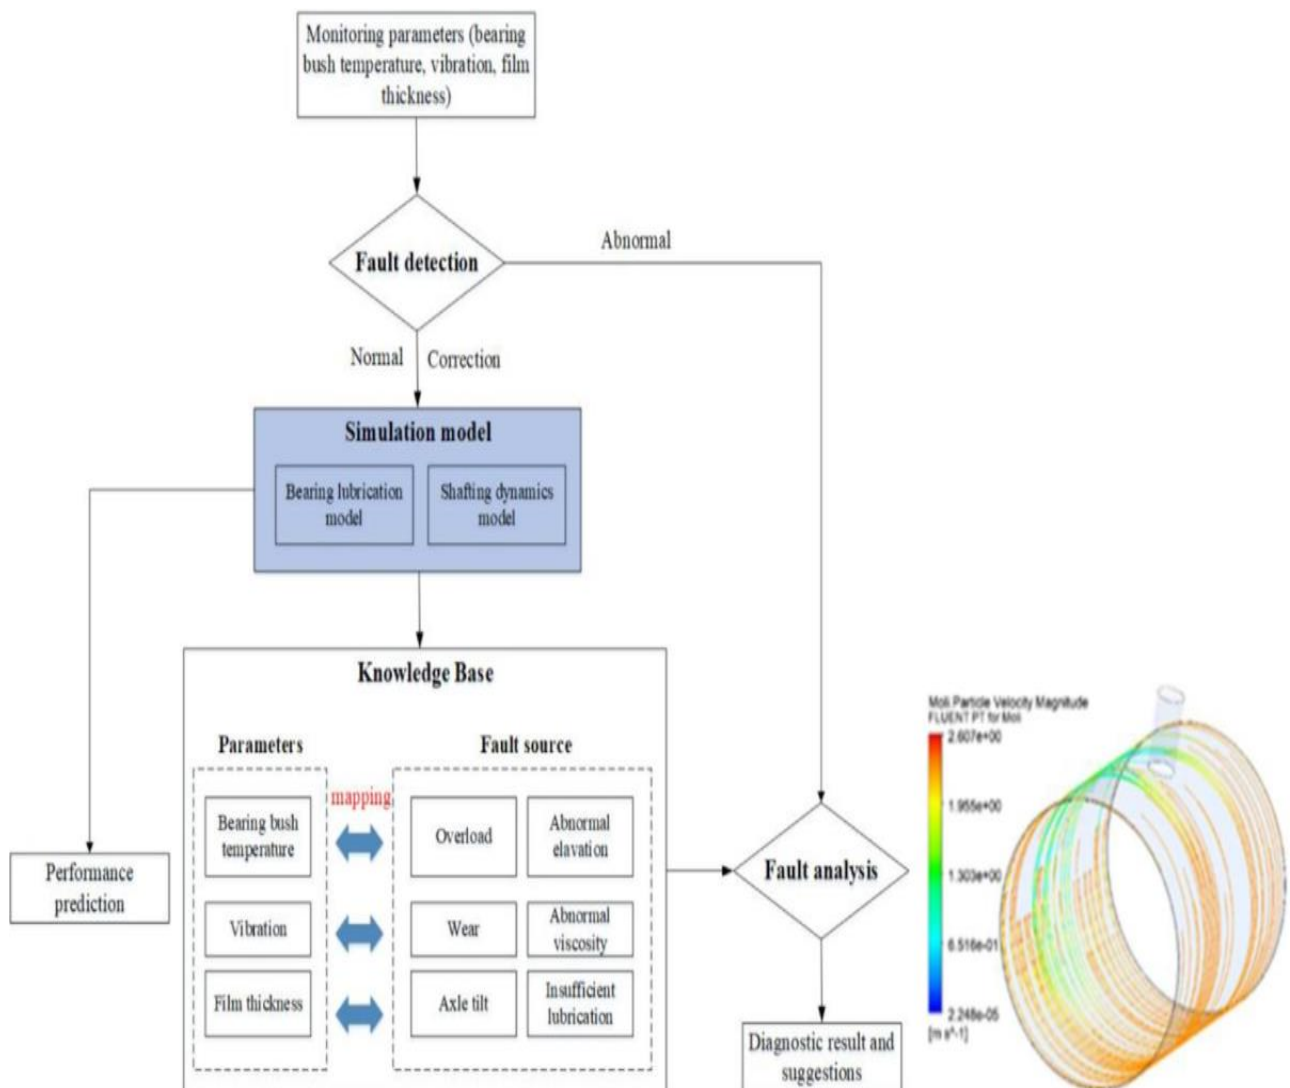 Monitoring parameters (bearing
bush temperature, vibration, film
thickness)
Fault detection
Abnormal
Normal
Correction
Simulation model
Bearing lubrication
model
Shafting dynamics
model
Knowledge Base
Parameters
Fault source
mapping
Bearing bush
temperature
Overload
Abnormal
elavation
Vibration
Wear
Abnormal
viscosity
Film thickness
Axle tilt
Insufficient
lubrication
Performance
prediction
Fault analysis
Diagnostic result and
suggestions
Moli Particle Velocity Magnitude
FLUENT PT for Moli
2.607e+00
1.955e+00
1.303e+00
6.516e-01
2.248e-05
[m s^-1]